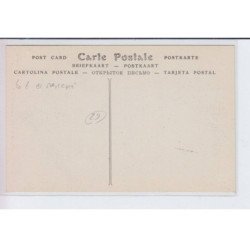 POST CARD Carte Postale POSTKARTE
BRIEFKAART — POSTKAART
CARTOLINA POSTALE — ОТКРЫТОЕ ПИСЬМО — TARJETA POSTAL